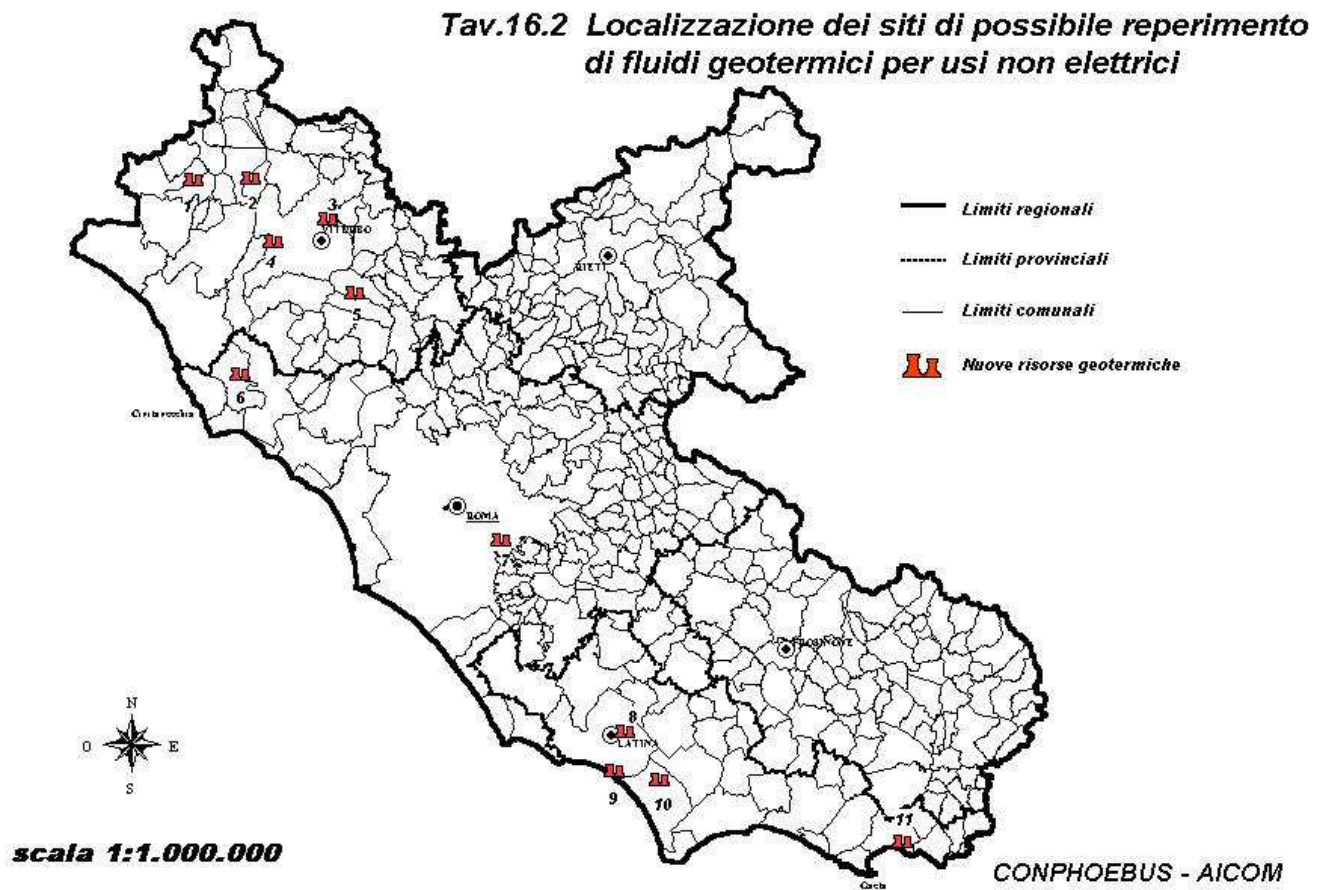 Tav.16.2 Localizzazione dei siti di possibile reperimento
di fluidi geotermici per usi non elettrici
Limiti regionali
Limiti provinciali
Limiti comunali
Nuove risorse geotermiche
1
2
3
VITERBO
4
5
RIETI
6
Civitavecchia
ROMA
7
FROSINONE
8
LATINA
9
10
11
Gaeta
N
O
E
S
scala 1:1.000.000
CONPHOEBUS - AICOM